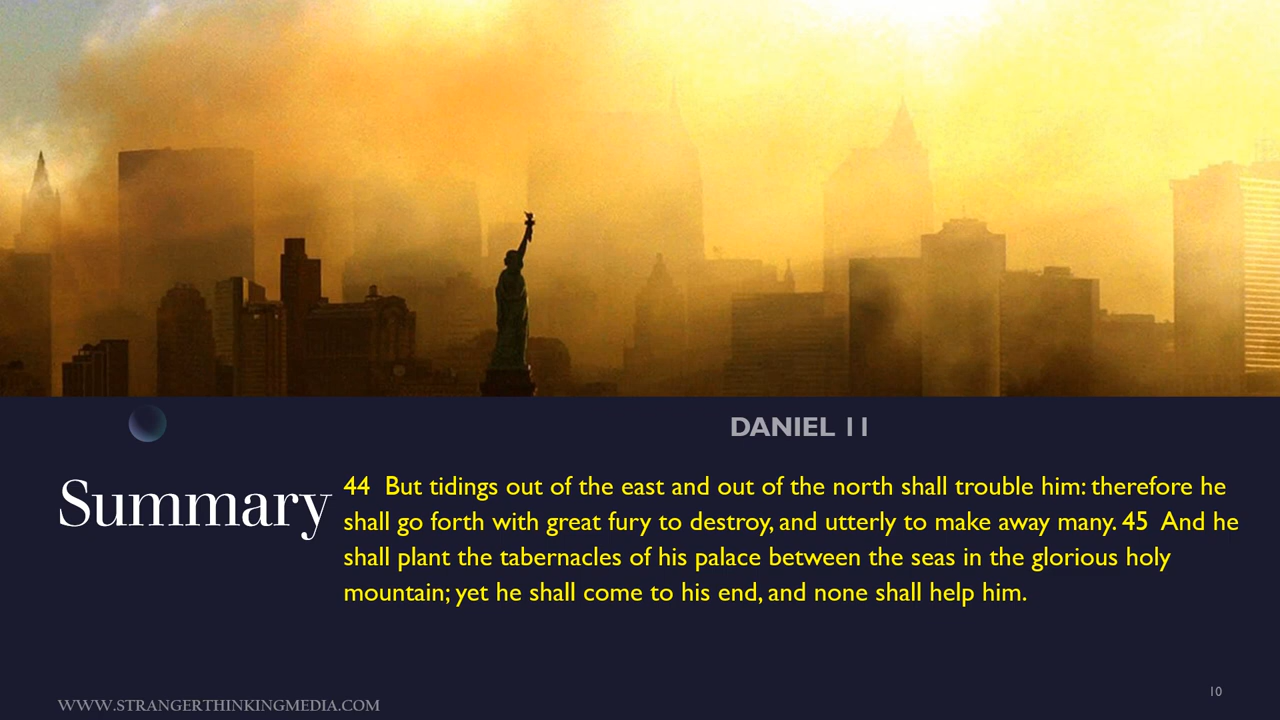 DANIEL 11
Summary
44 But tidings out of the east and out of the north shall trouble him: therefore he
shall go forth with great fury to destroy, and utterly to make away many. 45 And he
shall plant the tabernacles of his palace between the seas in the glorious holy
mountain; yet he shall come to his end, and none shall help him.
WWW.STRANGERTHINKINGMEDIA.COM
10